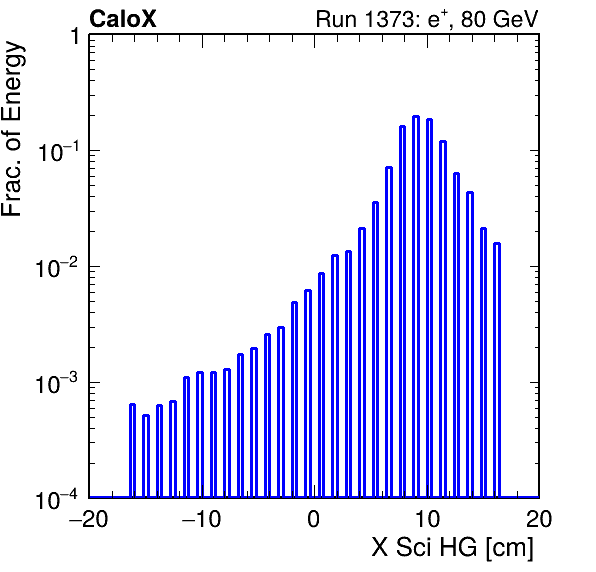 CaloX
Run 1373: e⁺, 80 GeV
Frac. of Energy
1
10⁻¹
10⁻²
10⁻³
10⁻⁴
−20
−10
0
10
20
X Sci HG [cm]